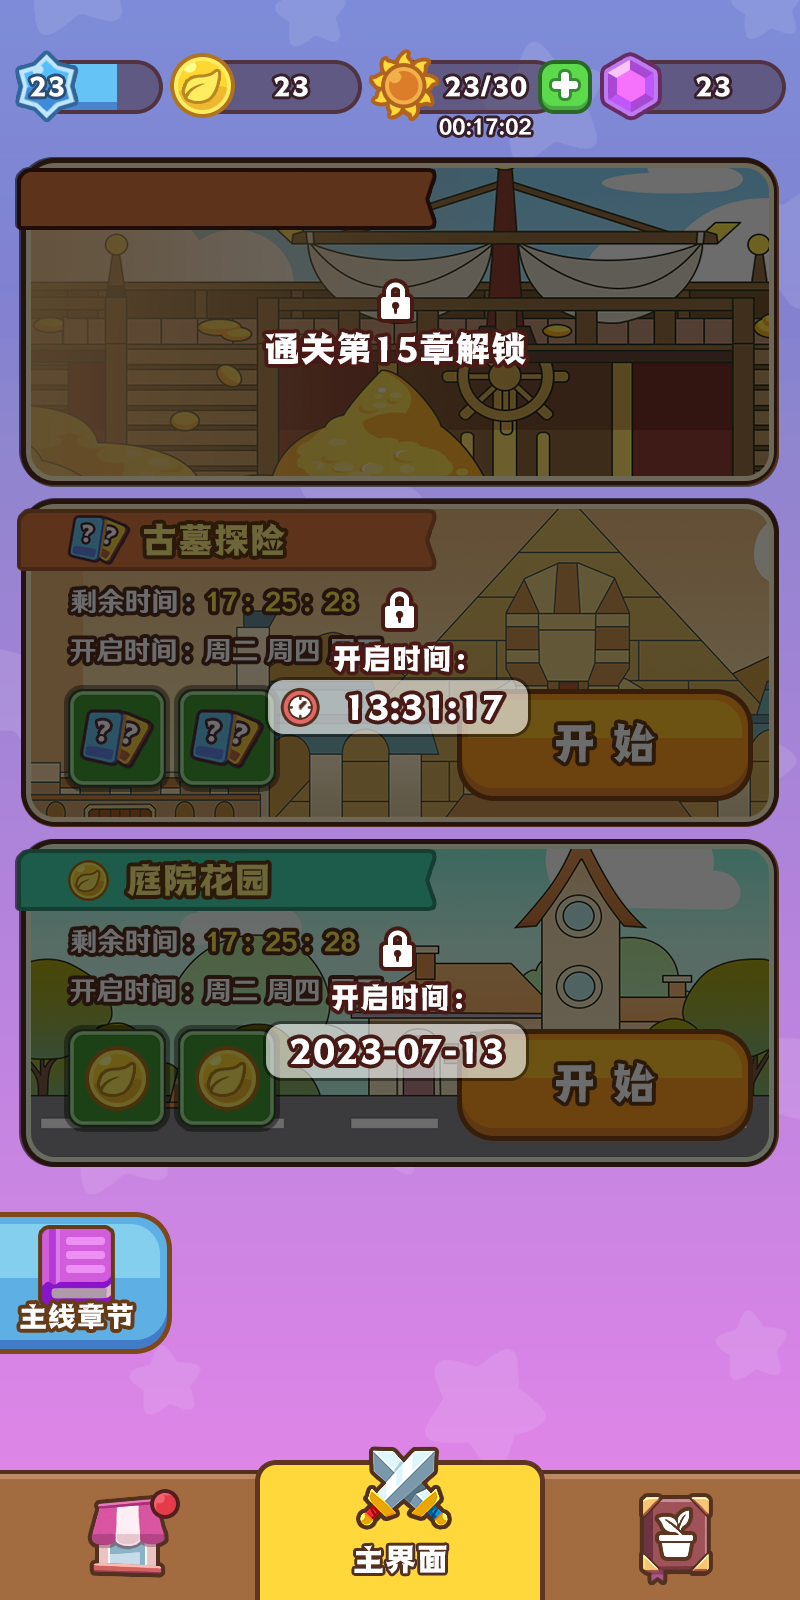 23
23
23/30
23
00:17:02
通关第15章解锁
古墓探险
剩余时间：17：25：28
开启时间：周二 周四
开启时间：
13:31:17
开 始
庭院花园
剩余时间：17：25：28
开启时间：周二 周四
开启时间：
2023-07-13
开 始
主线章节
主界面